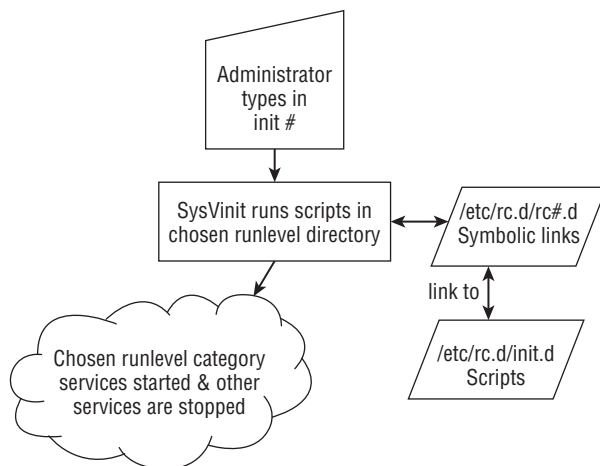 Administrator
types in
init #
SysVinit runs scripts in
chosen runlevel directory
/etc/rc.d/rc#.d
Symbolic links
link to
/etc/rc.d/init.d
Scripts
Chosen runlevel category
services started & other
services are stopped